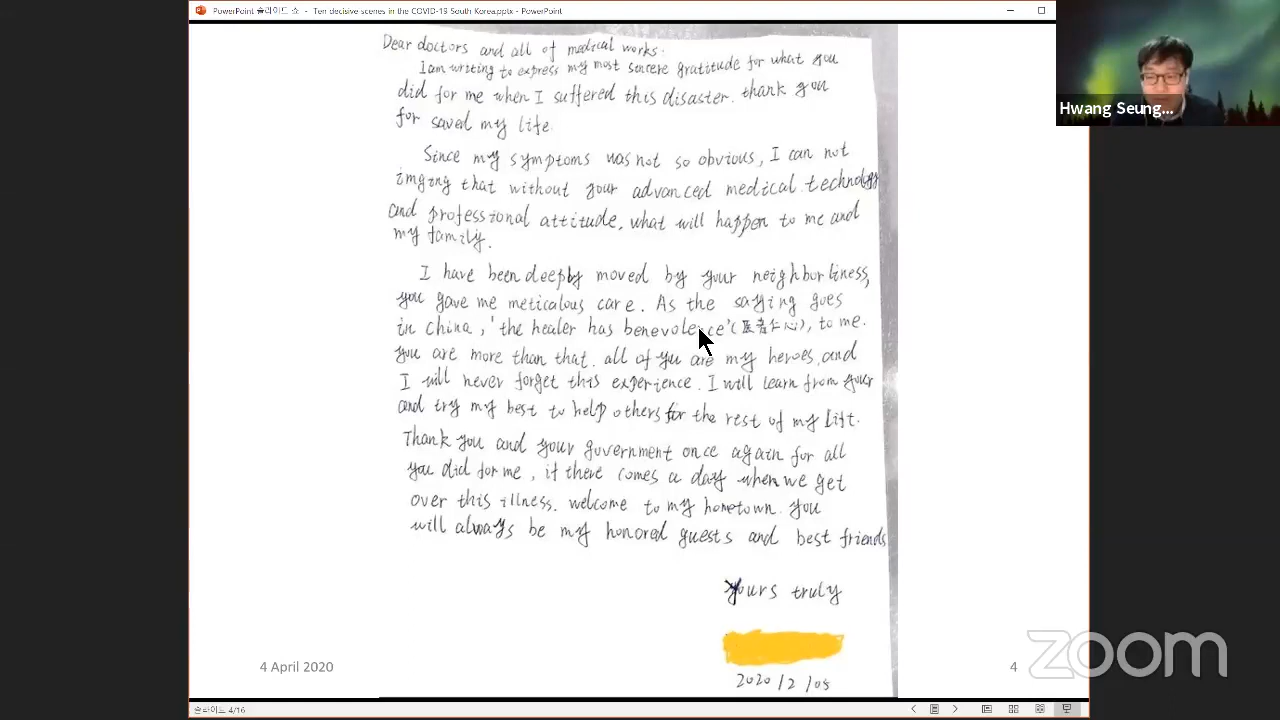 PowerPoint 슬라이드 쇼 - Ten decisive scenes in the COVID-19 South Korea.pptx - PowerPoint
Dear doctors and all of medical works.
I am writing to express my most sincere gratitude for what you
did for me when I suffered this disaster. thank you
for saved my life.
Since my symptoms was not so obvious, I can not
imging that without your advanced medical technology
and professional attitude, what will happen to me and
my family.
I have been deeply moved by your neighborliness,
you gave me meticalous care. As the saying goes
in China, 'the healer has benevolence'(医者仁心), to me.
you are more than that. all of you are my heroes, and
I will never forget this experience. I will learn from your
and try my best to help others for the rest of my lift.
Thank you and your government once again for all
you did for me, if there comes a day when we get
over this illness. welcome to my hometown. you
will always be my honored guests and best friends
yours truly
2020/2/05
4 April 2020
4
슬라이드 4/16
Hwang Seung...
zoom